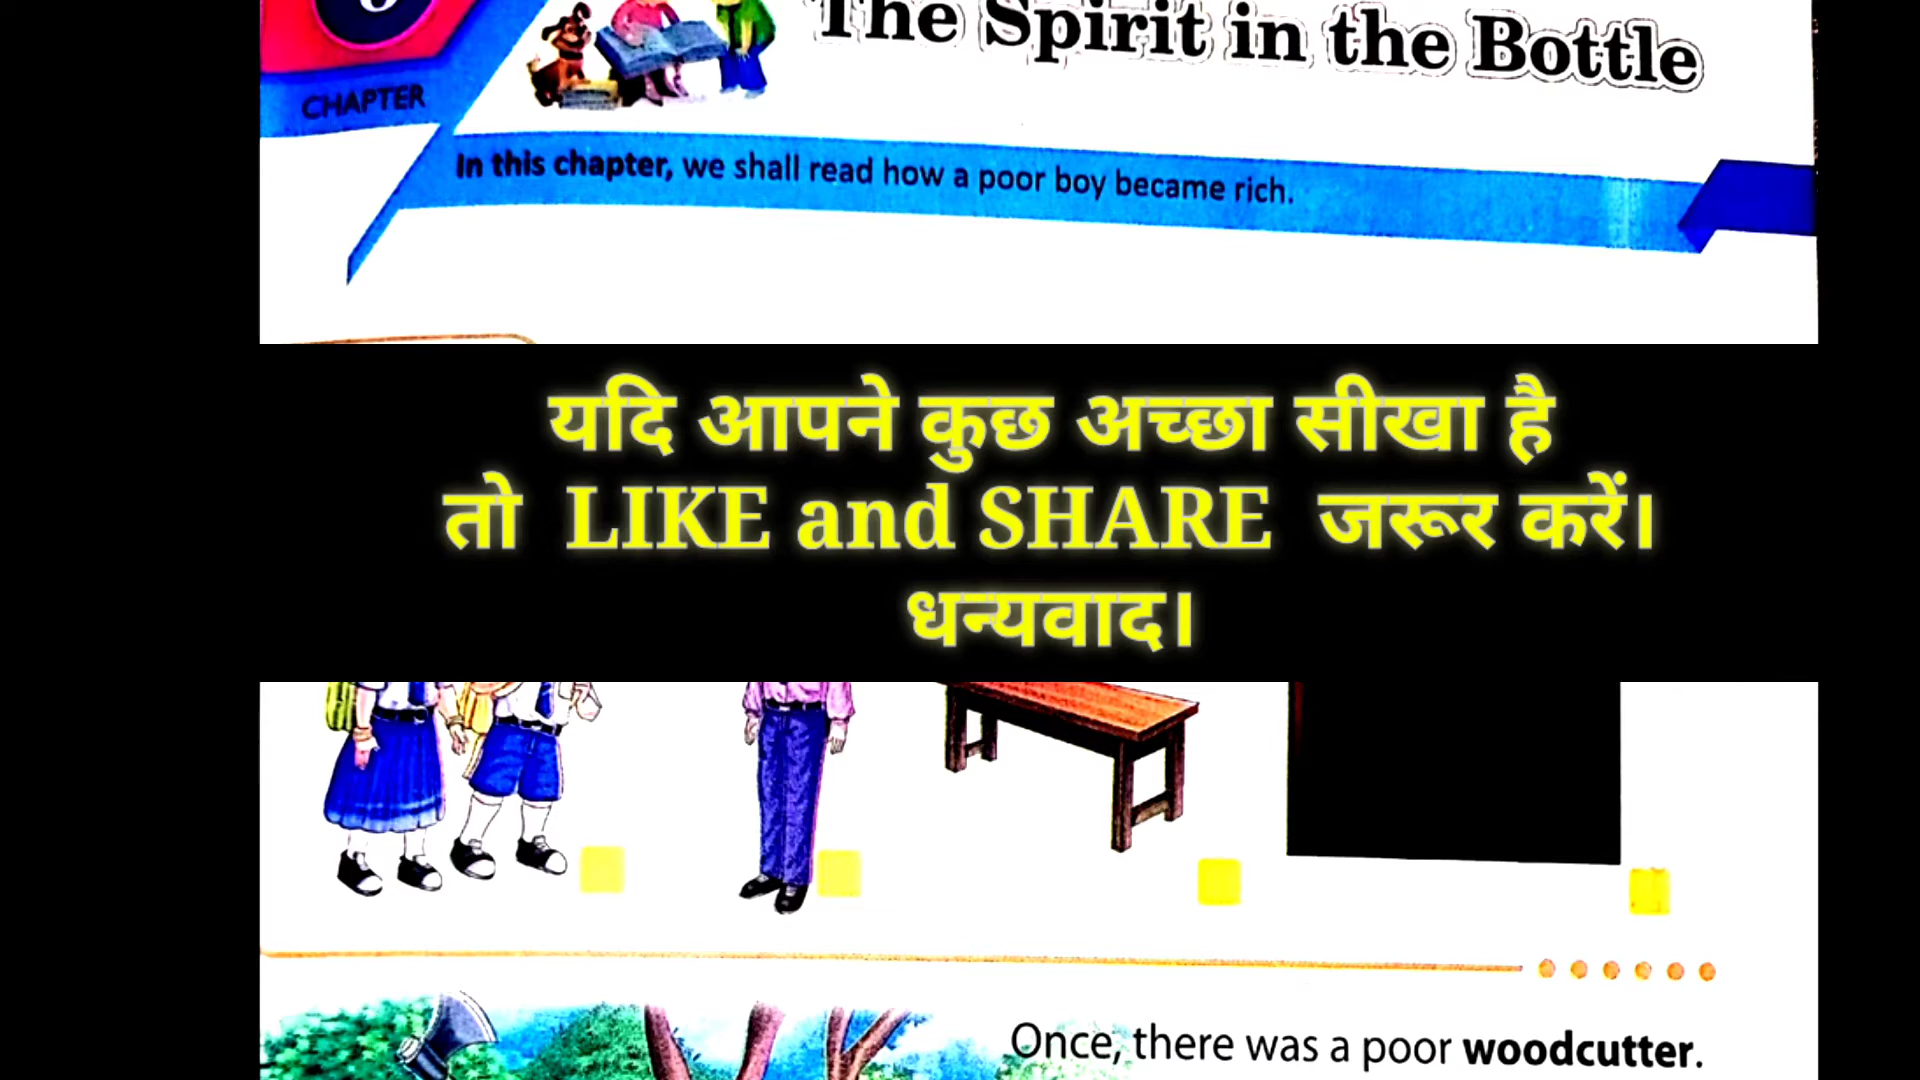 The Spirit in the Bottle
CHAPTER
In this chapter, we shall read how a poor boy became rich.
यदि आपने कुछ अच्छा सीखा है
तो LIKE and SHARE जरूर करें।
धन्यवाद।
Once, there was a poor woodcutter.